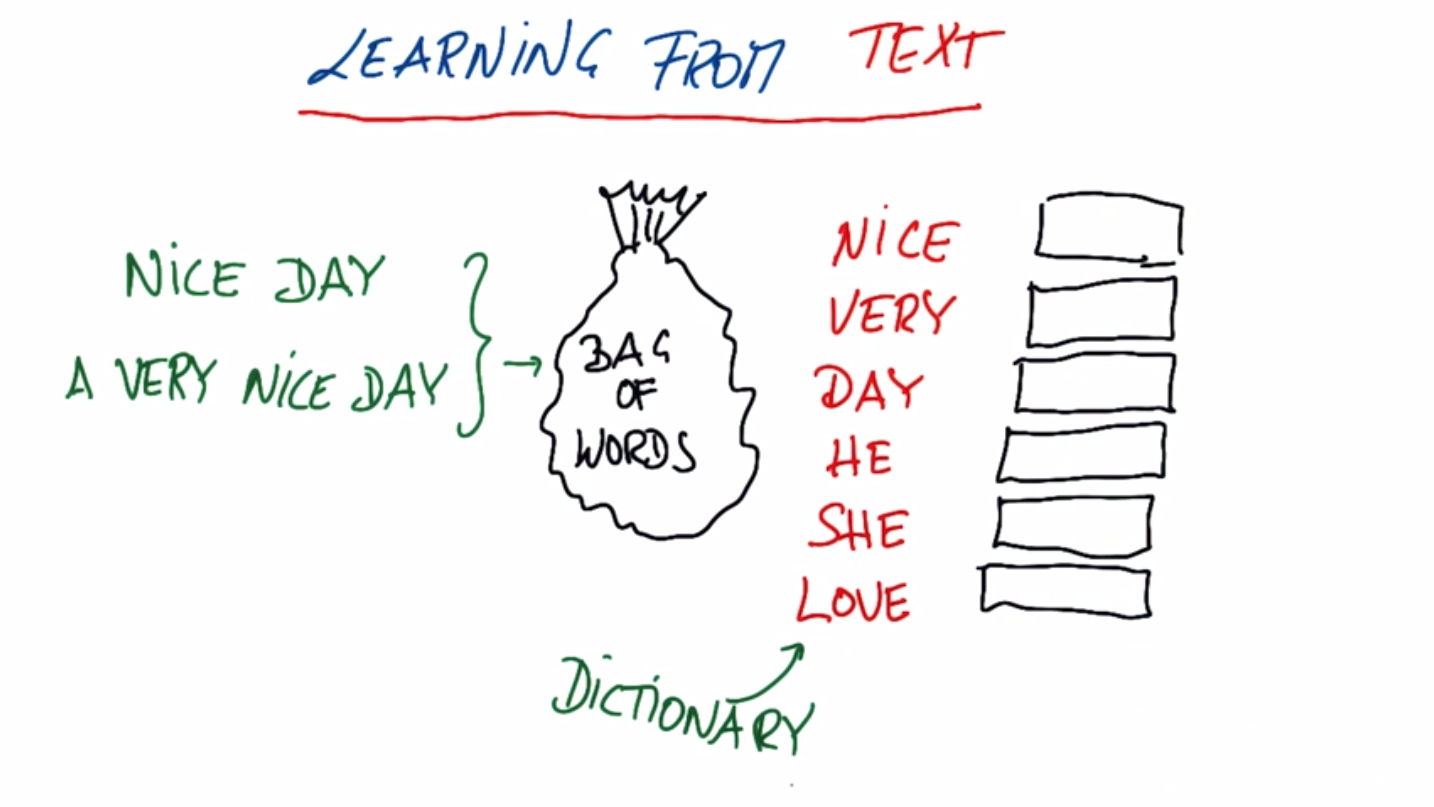 LEARNING FROM TEXT
NICE DAY
A VERY NICE DAY
BAG
OF
WORDS
NICE
VERY
DAY
HE
SHE
LOVE
DICTIONARY